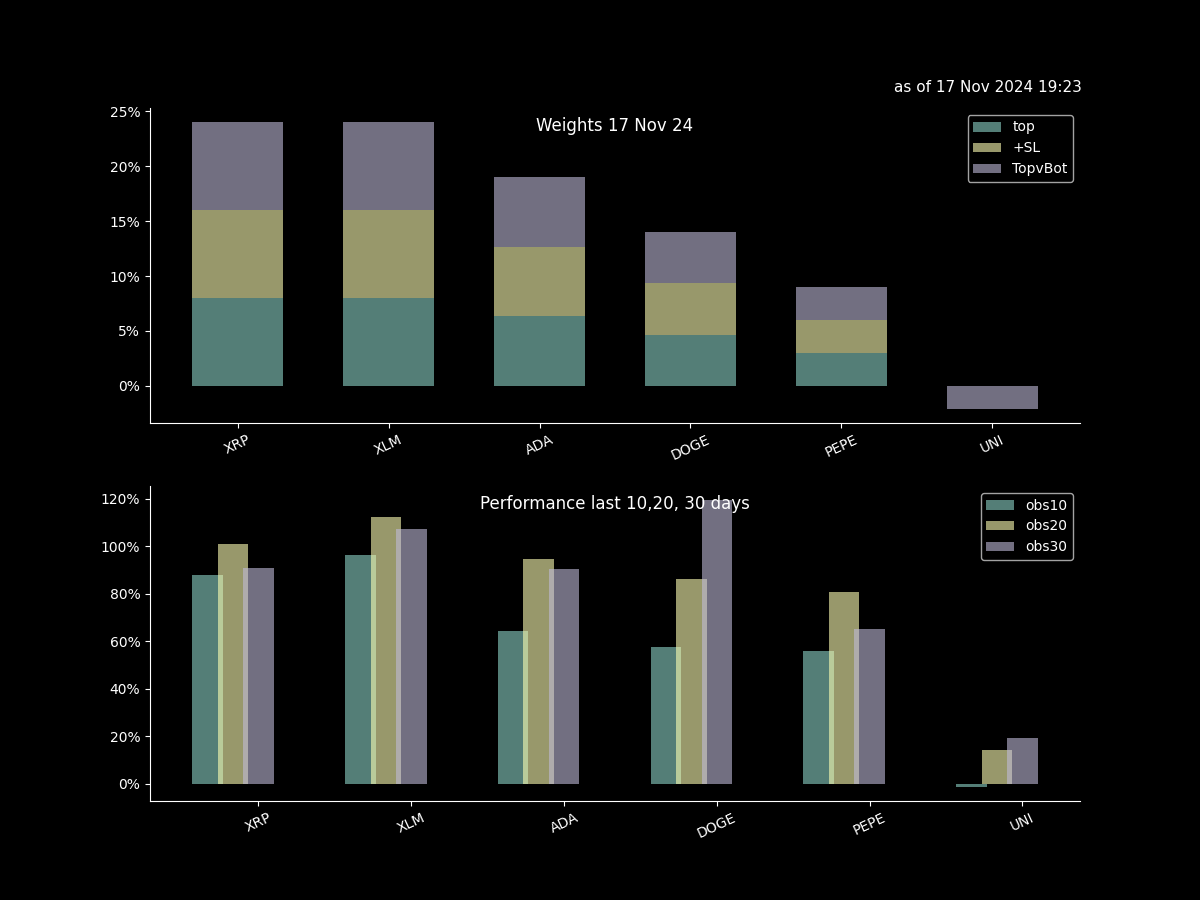 as of 17 Nov 2024 19:23
Weights 17 Nov 24
top
+SL
TopvBot
25%
20%
15%
10%
5%
0%
XRP XLM ADA DOGE PEPE UNI
Performance last 10,20, 30 days
obs10
obs20
obs30
120%
100%
80%
60%
40%
20%
0%
XRP XLM ADA DOGE PEPE UNI